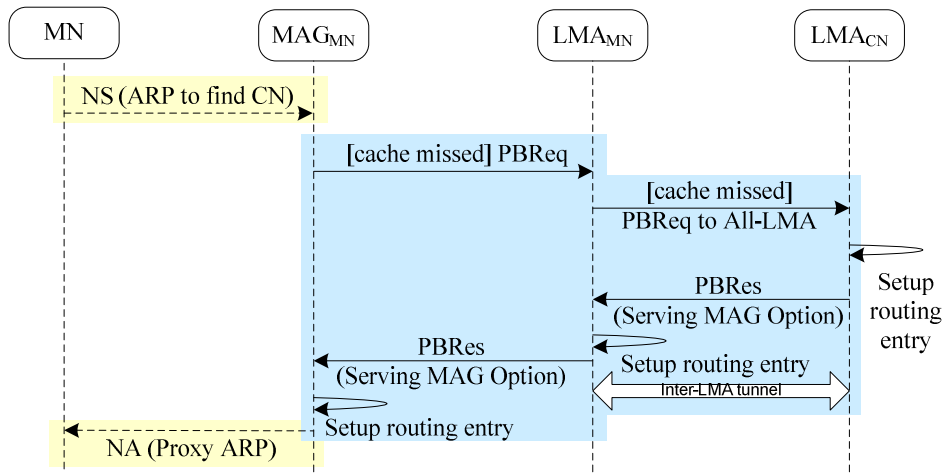 MN
MAGMN
LMAMN
LMACN
NS (ARP to find CN)
[cache missed] PBReq
[cache missed]
PBReq to All-LMA
Setup
routing
entry
PBRes
(Serving MAG Option)
PBRes
(Serving MAG Option)
Setup routing entry
Inter-LMA tunnel
Setup routing entry
NA (Proxy ARP)